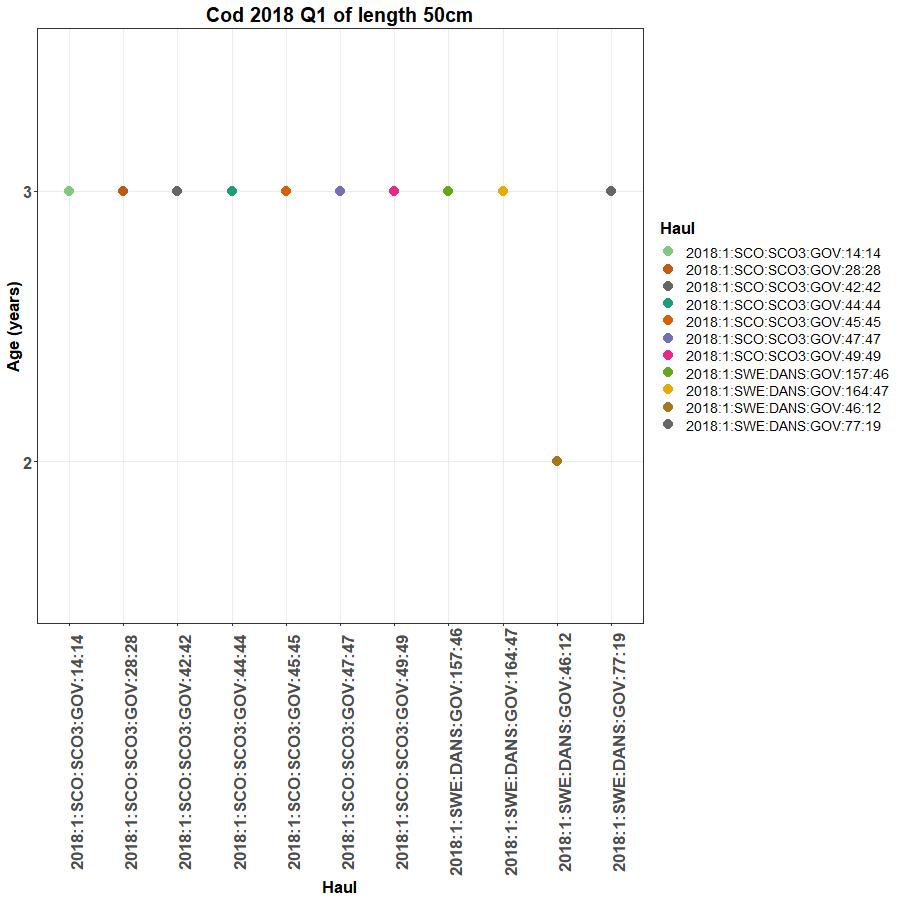 Cod 2018 Q1 of length 50cm
Age (years)
3
2
2018:1:SCO:SCO3:GOV:14:14
2018:1:SCO:SCO3:GOV:28:28
2018:1:SCO:SCO3:GOV:42:42
2018:1:SCO:SCO3:GOV:44:44
2018:1:SCO:SCO3:GOV:45:45
2018:1:SCO:SCO3:GOV:47:47
2018:1:SCO:SCO3:GOV:49:49
2018:1:SWE:DANS:GOV:157:46
2018:1:SWE:DANS:GOV:164:47
2018:1:SWE:DANS:GOV:46:12
2018:1:SWE:DANS:GOV:77:19
Haul
Haul
2018:1:SCO:SCO3:GOV:14:14
2018:1:SCO:SCO3:GOV:28:28
2018:1:SCO:SCO3:GOV:42:42
2018:1:SCO:SCO3:GOV:44:44
2018:1:SCO:SCO3:GOV:45:45
2018:1:SCO:SCO3:GOV:47:47
2018:1:SCO:SCO3:GOV:49:49
2018:1:SWE:DANS:GOV:157:46
2018:1:SWE:DANS:GOV:164:47
2018:1:SWE:DANS:GOV:46:12
2018:1:SWE:DANS:GOV:77:19